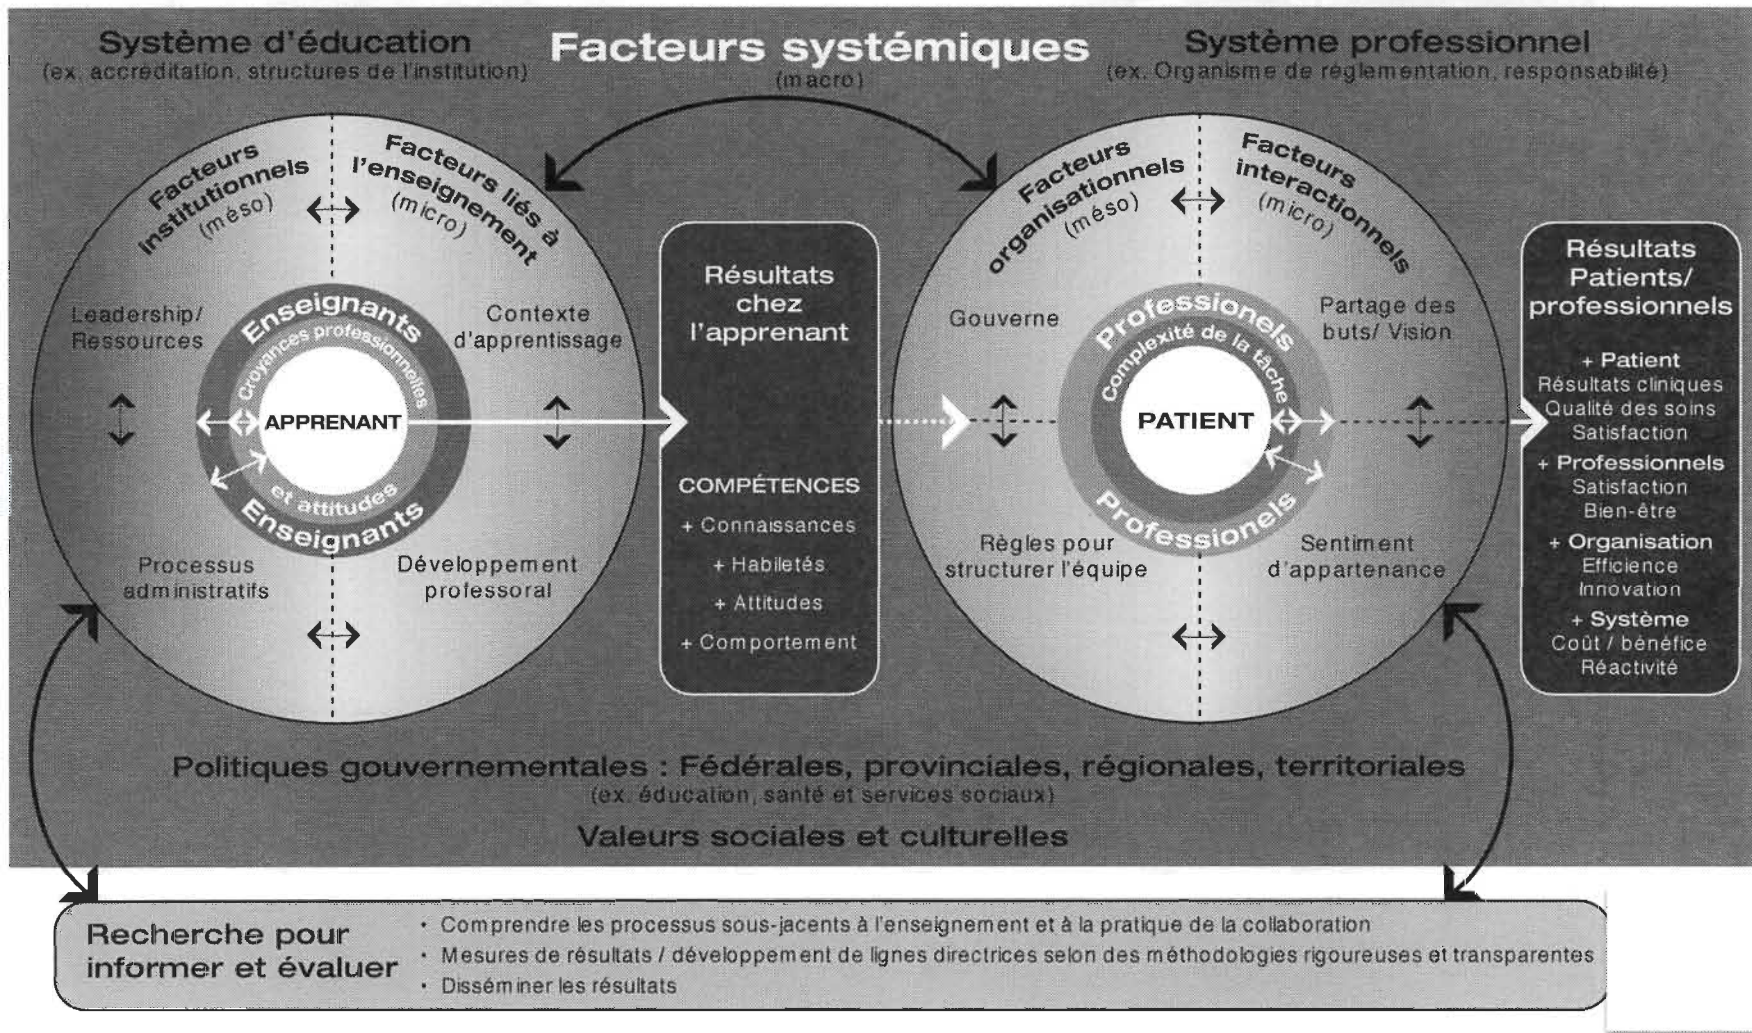 Système d'éducation
(ex. accréditation, structures de l'institution)
Facteurs systémiques
(macro)
Système professionnel
(ex. Organisme de réglementation, responsabilité)
Facteurs
institutionnels
(méso)
Facteurs liés à
l'enseignement
(micro)
Leadership/
Ressources
Contexte
d'apprentissage
Enseignants
Croyances professionnelles
APPRENANT
et attitudes
Enseignants
Processus
administratifs
Développement
professoral
Résultats
chez
l'apprenant
COMPÉTENCES
+ Connaissances
+ Habiletés
+ Attitudes
+ Comportement
Facteurs
organisationnels
(méso)
Facteurs
interactionnels
(micro)
Gouverne
Partage des
buts/ Vision
Professionels
Complexité de la tâche
PATIENT
Professionels
Règles pour
structurer l'équipe
Sentiment
d'appartenance
Résultats
Patients/
professionnels
+ Patient
Résultats cliniques
Qualité des soins
Satisfaction
+ Professionnels
Satisfaction
Bien-être
+ Organisation
Efficience
Innovation
+ Système
Coût / bénéfice
Réactivité
Politiques gouvernementales : Fédérales, provinciales, régionales, territoriales
(ex. éducation, santé et services sociaux)
Valeurs sociales et culturelles
Recherche pour
informer et évaluer
• Comprendre les processus sous-jacents à l'enseignement et à la pratique de la collaboration
• Mesures de résultats / développement de lignes directrices selon des méthodologies rigoureuses et transparentes
• Disséminer les résultats